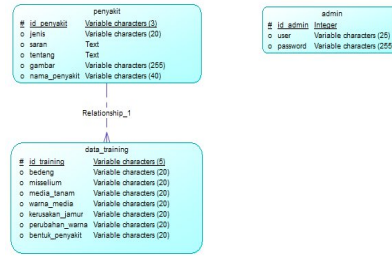 penyakit
# id_penyakit Variable characters (3)
o jenis Variable characters (20)
o saran Text
o tentang Text
o gambar Variable characters (255)
o nama_penyakit Variable characters (40)
admin
# id_admin Integer
o user Variable characters (25)
o password Variable characters (255
Relationship_1
data_training
# id_training Variable characters (5)
o bedeng Variable characters (20)
o misselium Variable characters (20)
o media_tanam Variable characters (20)
o warna_media Variable characters (20)
o kerusakan_jamur Variable characters (20)
o perubahan_warna Variable characters (20)
o bentuk_penyakit Variable characters (20)